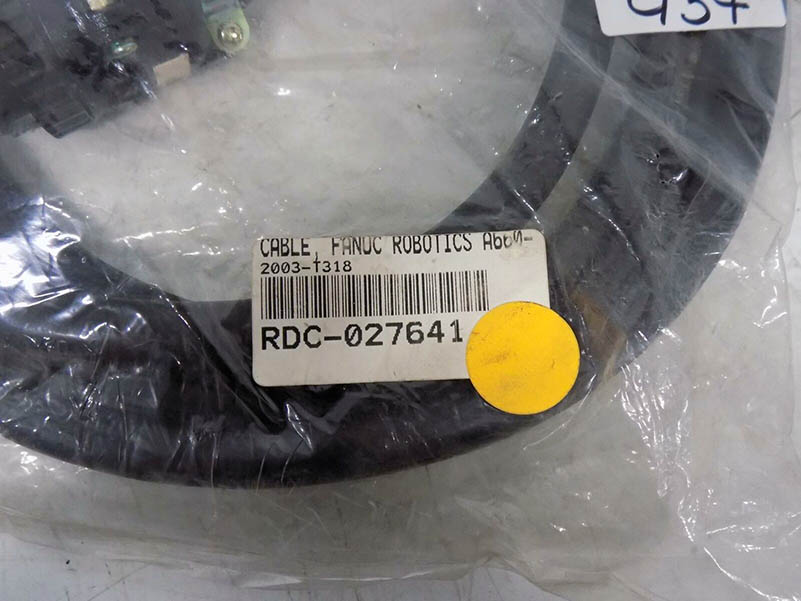 CABLE, FANUC ROBOTICS A660-
2003-T318
RDC-027641